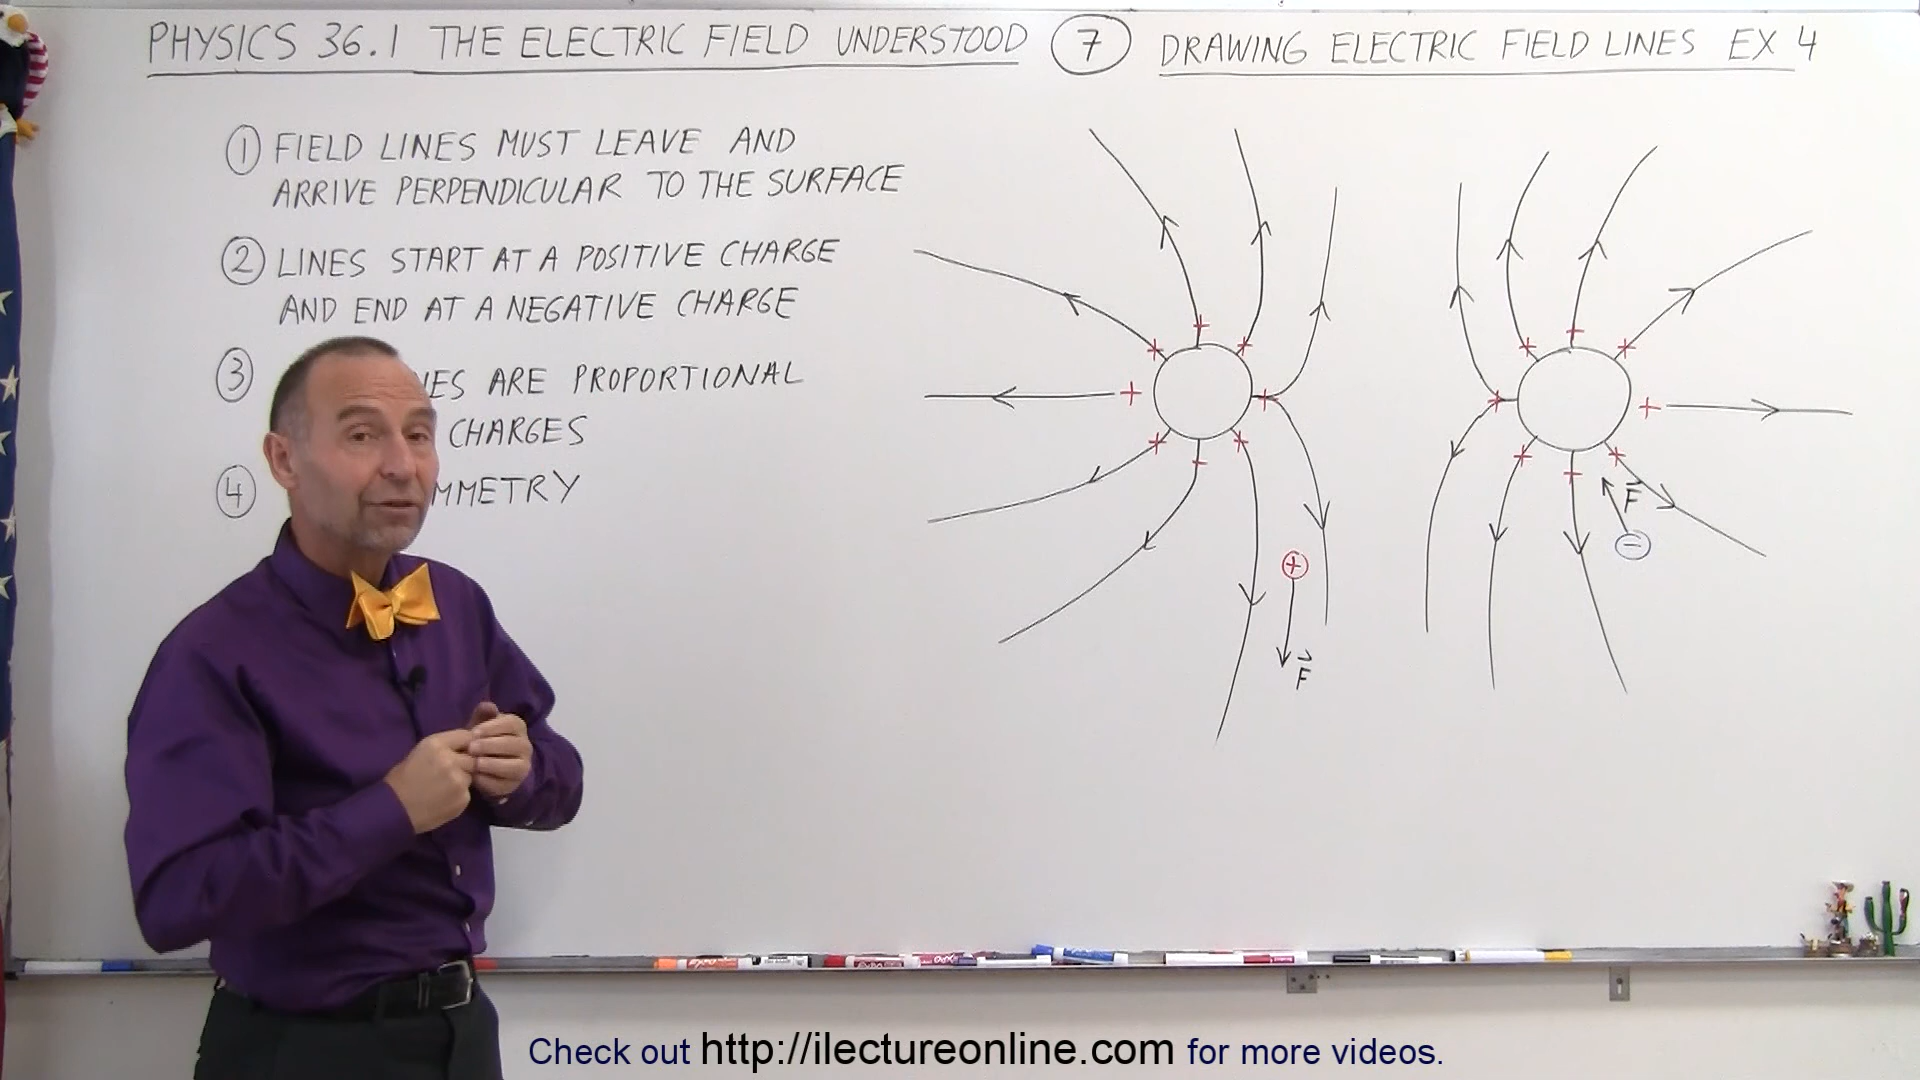 PHYSICS 36.1 THE ELECTRIC FIELD UNDERSTOOD 7 DRAWING ELECTRIC FIELD LINES EX 4
1 FIELD LINES MUST LEAVE AND
ARRIVE PERPENDICULAR TO THE SURFACE
2 LINES START AT A POSITIVE CHARGE
AND END AT A NEGATIVE CHARGE
3 ARE PROPORTIONAL
CHARGES
4
F
F
Check out http://ilectureonline.com for more videos.